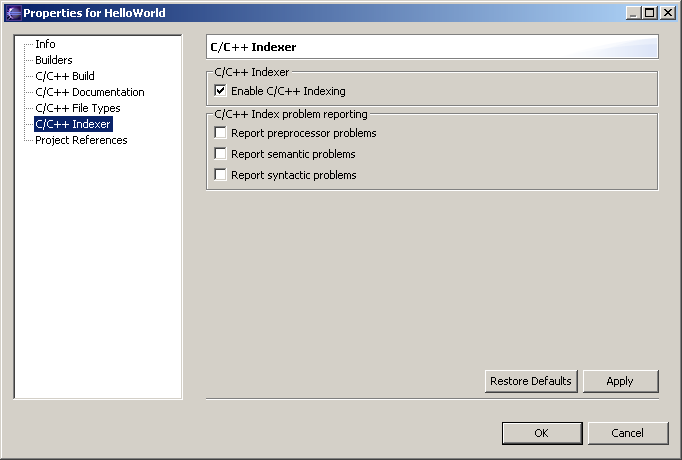 Properties for HelloWorld
Info
Builders
C/C++ Build
C/C++ Documentation
C/C++ File Types
C/C++ Indexer
Project References
C/C++ Indexer
C/C++ Indexer
Enable C/C++ Indexing
C/C++ Index problem reporting
Report preprocessor problems
Report semantic problems
Report syntactic problems
Restore Defaults
Apply
OK
Cancel